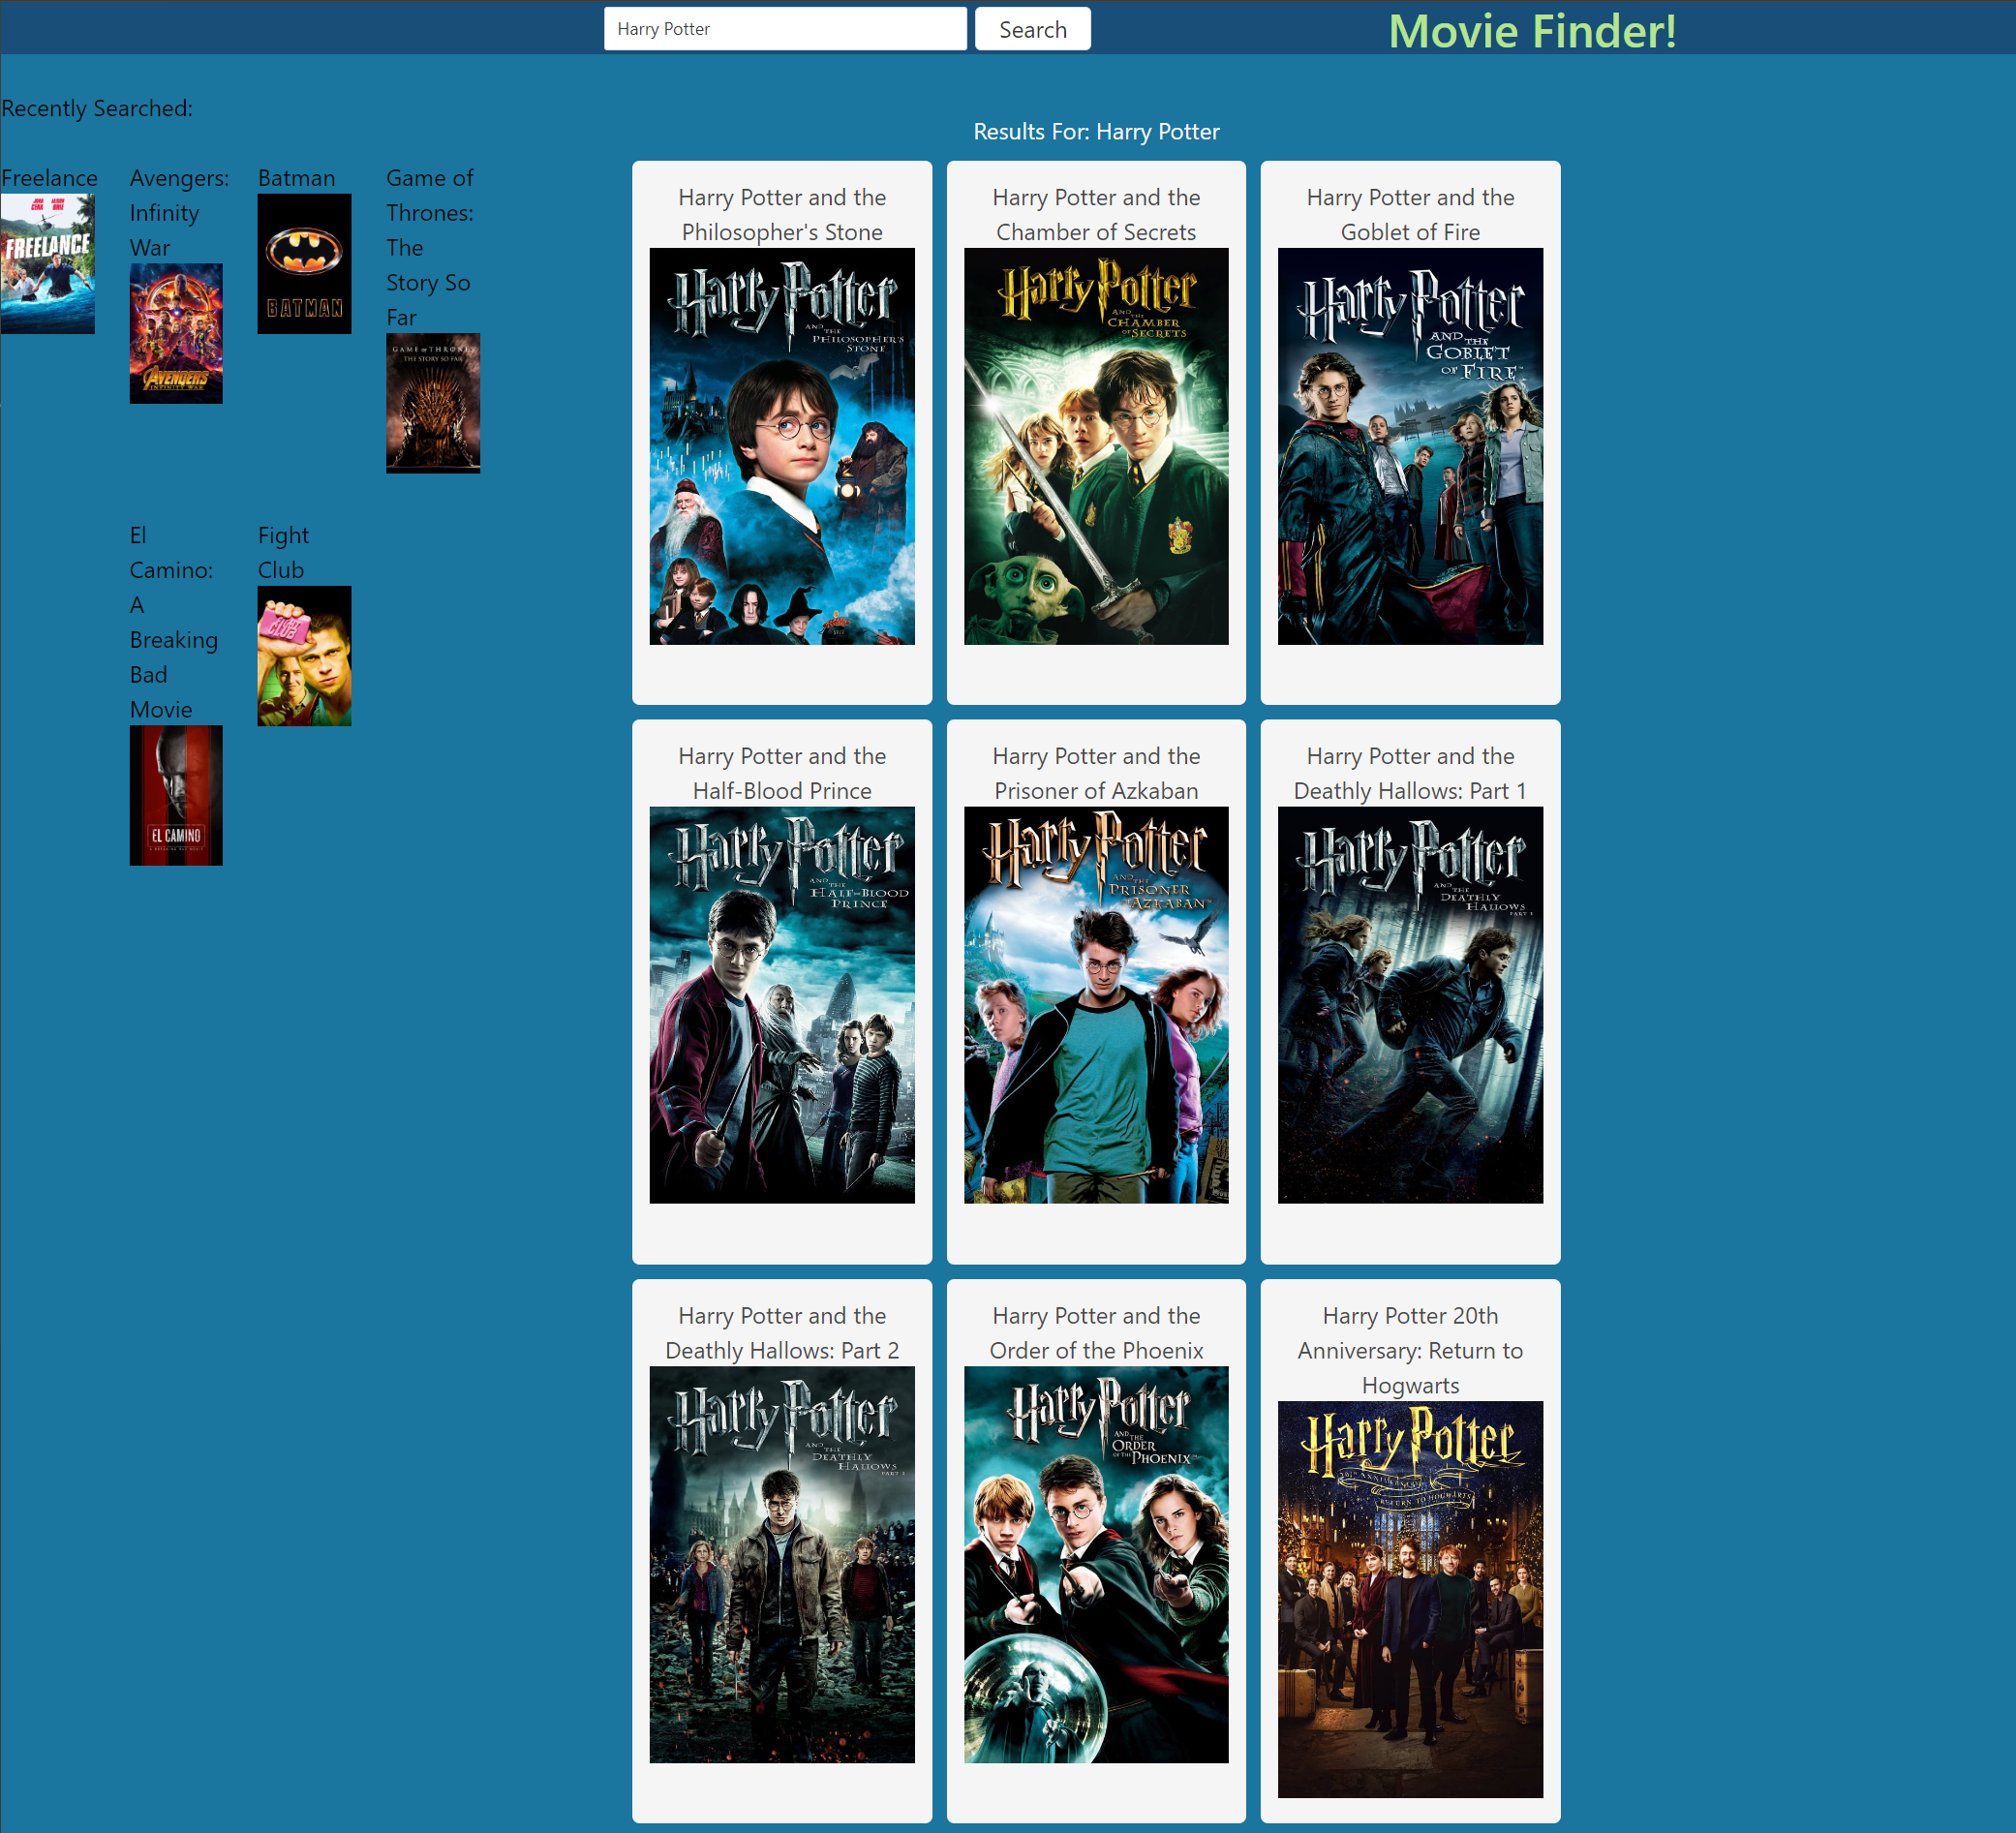 Harry Potter
Search
Movie Finder!
Recently Searched:
Freelance
JOHN CENA
ALISON BRIE
FREELANCE
Avengers:
Infinity
War
AVENGERS
INFINITY WAR
Batman
BATMAN
Game of
Thrones:
The
Story So
Far
GAME OF THRONES
THE STORY SO FAR
El
Camino:
A
Breaking
Bad
Movie
EL CAMINO
A BREAKING BAD MOVIE
Fight
Club
FIGHT
CLUB
Results For: Harry Potter
Harry Potter and the
Philosopher's Stone
Harry Potter
AND THE
PHILOSOPHER'S
STONE
Harry Potter and the
Chamber of Secrets
Harry Potter
AND THE
CHAMBER
OF SECRETS
Harry Potter and the
Goblet of Fire
Harry Potter
AND THE
GOBLET
OF FIRE
Harry Potter and the
Half-Blood Prince
Harry Potter
AND THE
HALF-BLOOD
PRINCE
Harry Potter and the
Prisoner of Azkaban
Harry Potter
AND THE
PRISONER
OF AZKABAN
Harry Potter and the
Deathly Hallows: Part 1
Harry Potter
AND THE
DEATHLY
HALLOWS
PART 1
Harry Potter and the
Deathly Hallows: Part 2
Harry Potter
AND THE
DEATHLY
HALLOWS
PART 2
Harry Potter and the
Order of the Phoenix
Harry Potter
AND THE
ORDER
OF THE PHOENIX
Harry Potter 20th
Anniversary: Return to
Hogwarts
Harry Potter
20TH ANNIVERSARY
RETURN TO HOGWARTS